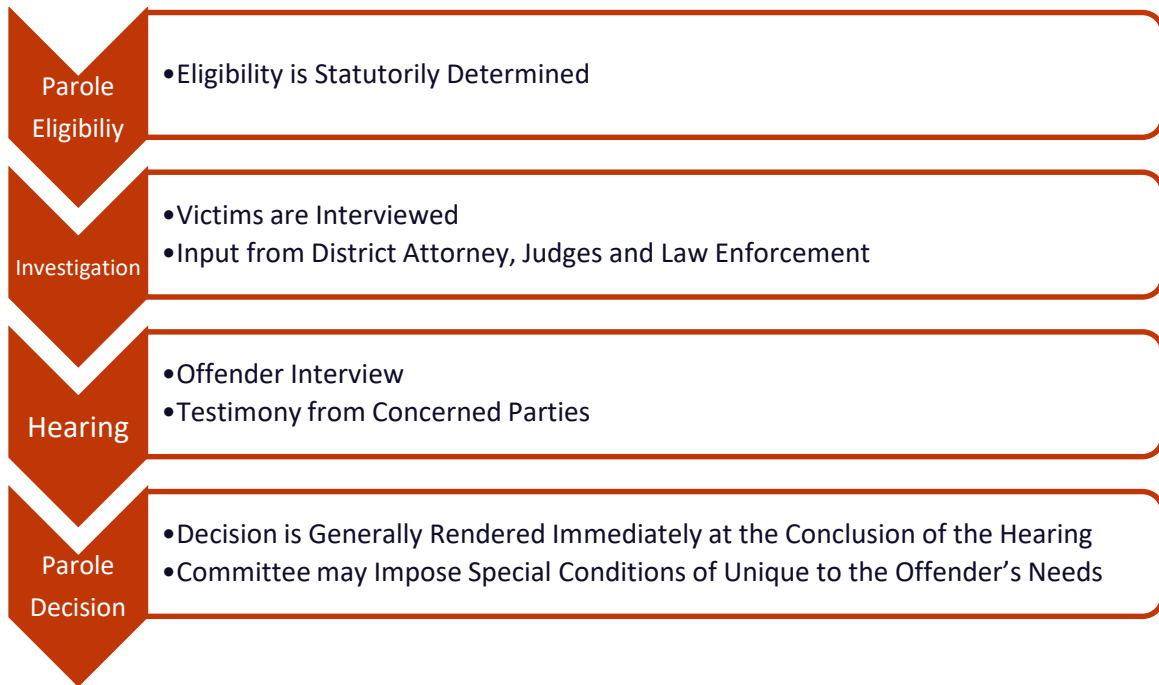 Parole
Eligibiliy
•Eligibility is Statutorily Determined
Investigation
•Victims are Interviewed
•Input from District Attorney, Judges and Law Enforcement
Hearing
•Offender Interview
•Testimony from Concerned Parties
Parole
Decision
•Decision is Generally Rendered Immediately at the Conclusion of the Hearing
•Committee may Impose Special Conditions of Unique to the Offender’s Needs